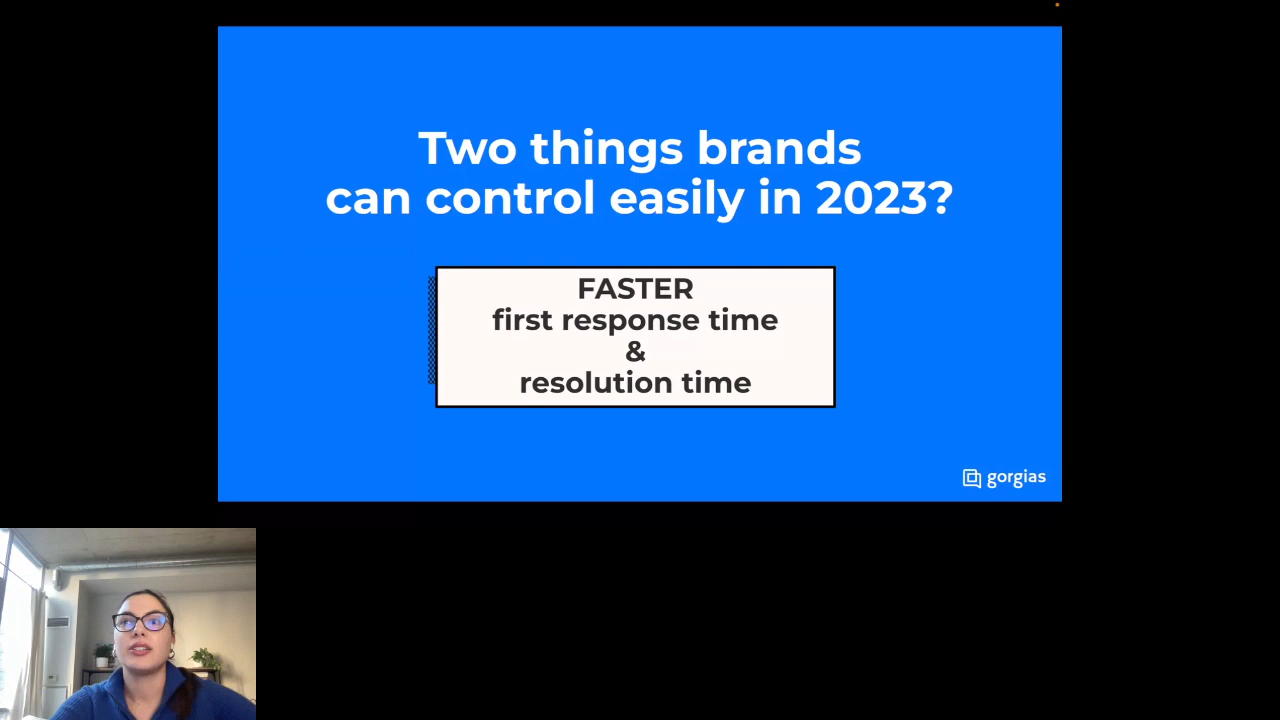 Two things brands
can control easily in 2023?
FASTER
first response time
&
resolution time
gorgias